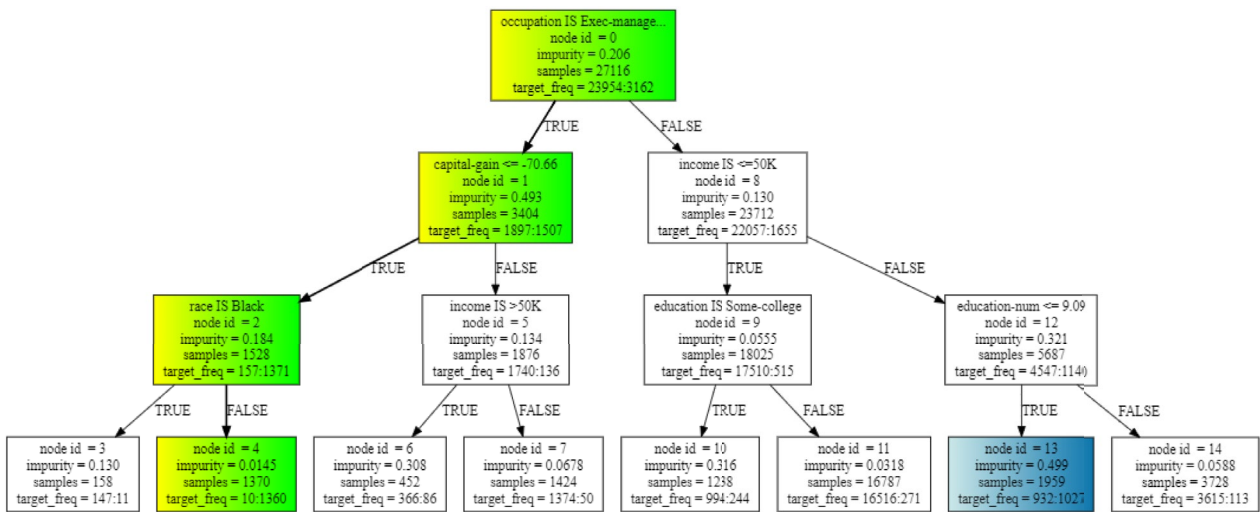 occupation IS Exec-manage...
node id = 0
impurity = 0.206
samples = 27116
target_freq = 23954:3162
TRUE
FALSE
capital-gain <= -70.66
node id = 1
impurity = 0.493
samples = 3404
target_freq = 1897:1507
income IS <=50K
node id = 8
impurity = 0.130
samples = 23712
target_freq = 22057:1655
TRUE
FALSE
TRUE
FALSE
race IS Black
node id = 2
impurity = 0.184
samples = 1528
target_freq = 157:1371
income IS >50K
node id = 5
impurity = 0.134
samples = 1876
target_freq = 1740:136
education IS Some-college
node id = 9
impurity = 0.0555
samples = 18025
target_freq = 17510:515
education-num <= 9.09
node id = 12
impurity = 0.321
samples = 5687
target_freq = 4547:1140
TRUE
FALSE
TRUE
FALSE
TRUE
FALSE
TRUE
FALSE
node id = 3
impurity = 0.130
samples = 158
target_freq = 147:11
node id = 4
impurity = 0.0145
samples = 1370
target_freq = 10:1360
node id = 6
impurity = 0.308
samples = 452
target_freq = 366:86
node id = 7
impurity = 0.0678
samples = 1424
target_freq = 1374:50
node id = 10
impurity = 0.316
samples = 1238
target_freq = 994:244
node id = 11
impurity = 0.0318
samples = 16787
target_freq = 16516:271
node id = 13
impurity = 0.499
samples = 1959
target_freq = 932:1027
node id = 14
impurity = 0.0588
samples = 3728
target_freq = 3615:113